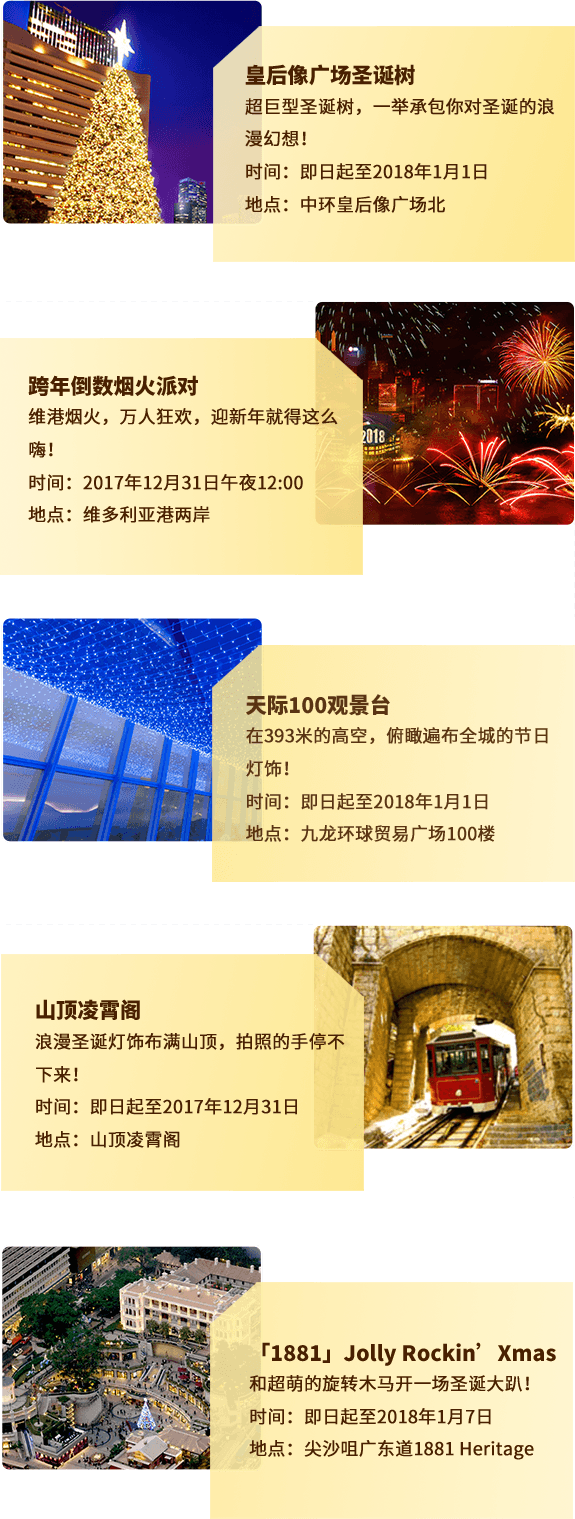 皇后像广场圣诞树
超巨型圣诞树，一举承包你对圣诞的浪
漫幻想！
时间：即日起至2018年1月1日
地点：中环皇后像广场北
跨年倒数烟火派对
维港烟火，万人狂欢，迎新年就得这么
嗨！
时间：2017年12月31日午夜12:00
地点：维多利亚港两岸
2018
天际100观景台
在393米的高空，俯瞰遍布全城的节日
灯饰！
时间：即日起至2018年1月1日
地点：九龙环球贸易广场100楼
山顶凌霄阁
浪漫圣诞灯饰布满山顶，拍照的手停不
下来！
时间：即日起至2017年12月31日
地点：山顶凌霄阁
「1881」Jolly Rockin’Xmas
和超萌的旋转木马开一场圣诞大趴！
时间：即日起至2018年1月7日
地点：尖沙咀广东道1881 Heritage